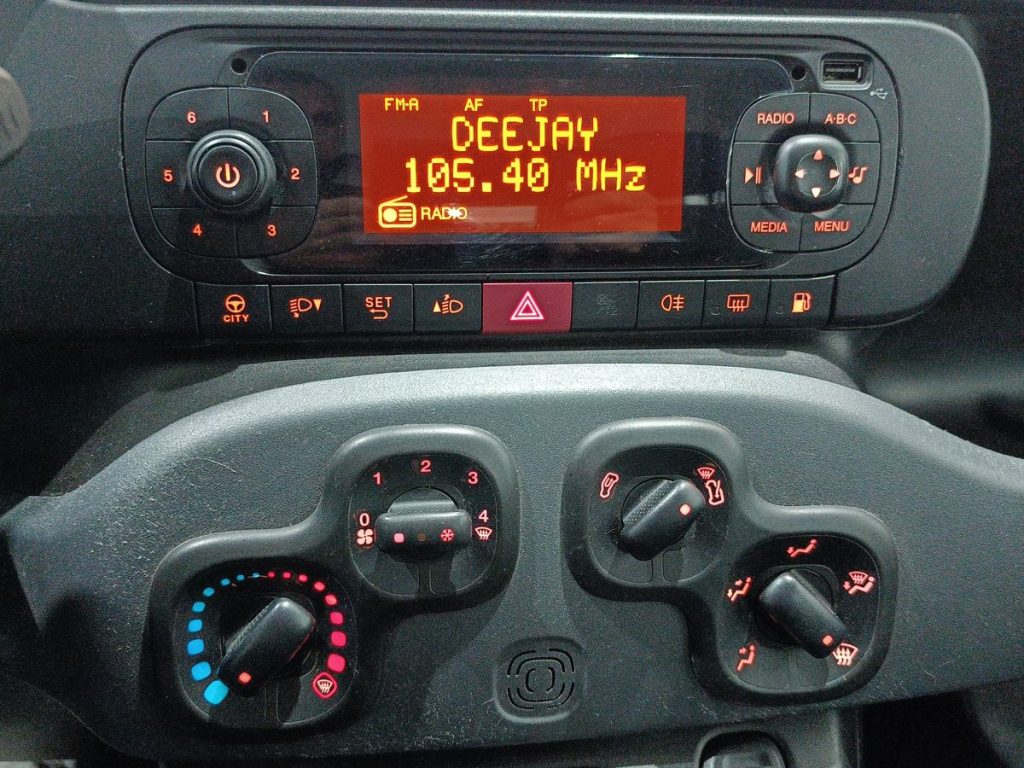 FM-A AF TP
DEEJAY
105.40 MHz
RADIO
6 1
5 2
4 3
RADIO A·B·C
MEDIA MENU
CITY
SET
0 1 2 3 4